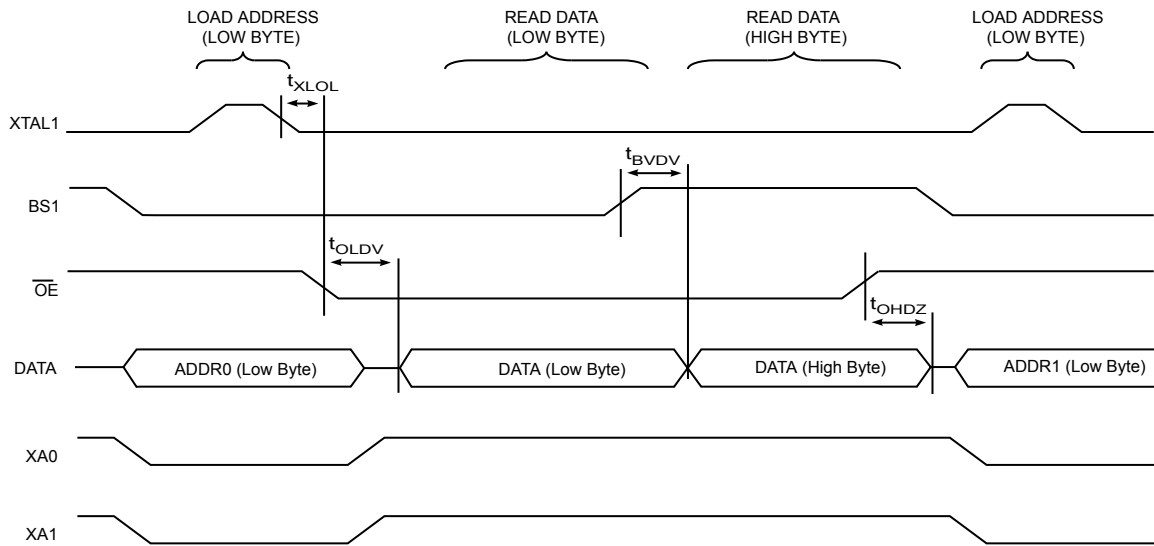 LOAD ADDRESS
(LOW BYTE)
READ DATA
(LOW BYTE)
READ DATA
(HIGH BYTE)
LOAD ADDRESS
(LOW BYTE)
tXLOL
XTAL1
tBVDV
BS1
tOLDV
OE
tOHDZ
DATA
ADDR0 (Low Byte)
DATA (Low Byte)
DATA (High Byte)
ADDR1 (Low Byte)
XA0
XA1